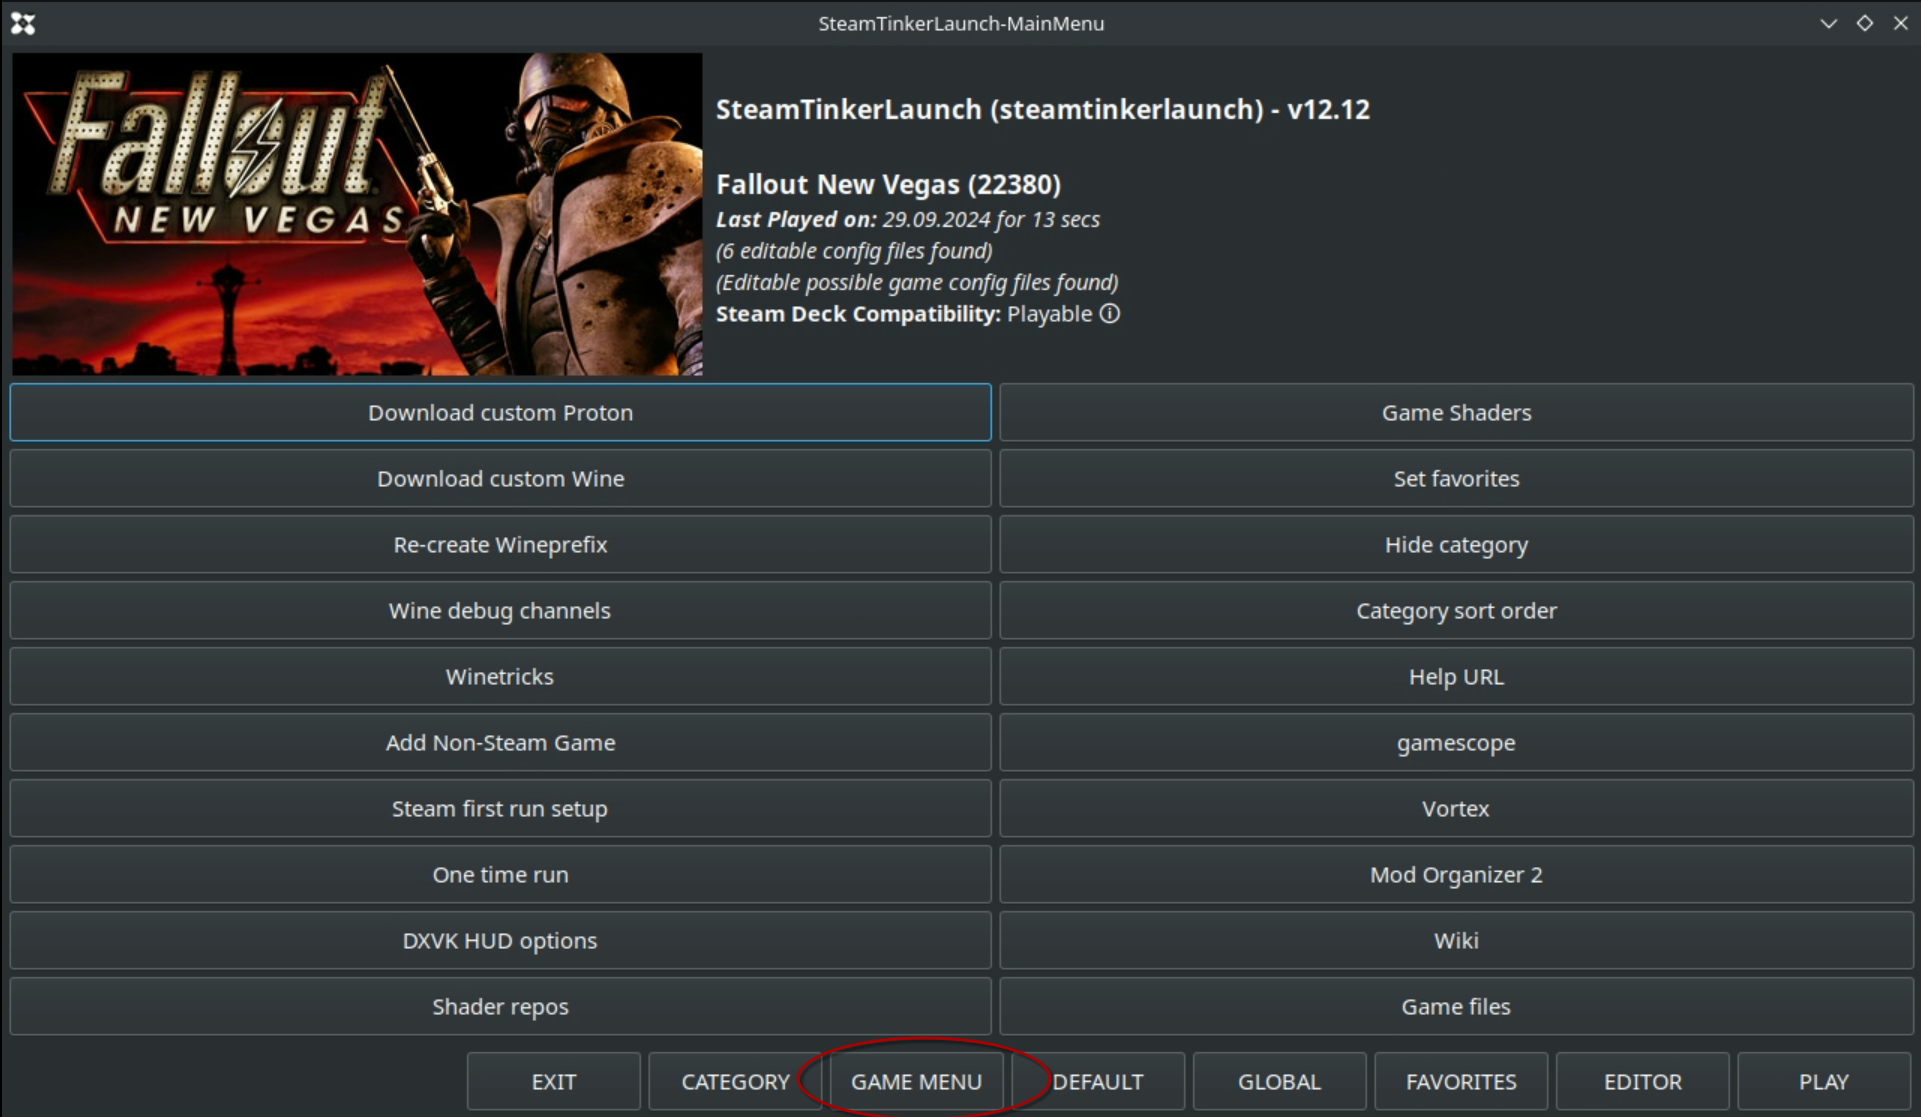 SteamTinkerLaunch-MainMenu
Fallout
NEW VEGAS
SteamTinkerLaunch (steamtinkerlaunch) - v12.12
Fallout New Vegas (22380)
Last Played on: 29.09.2024 for 13 secs
(6 editable config files found)
(Editable possible game config files found)
Steam Deck Compatibility: Playable ⓘ
Download custom Proton
Game Shaders
Download custom Wine
Set favorites
Re-create Wineprefix
Hide category
Wine debug channels
Category sort order
Winetricks
Help URL
Add Non-Steam Game
gamescope
Steam first run setup
Vortex
One time run
Mod Organizer 2
DXVK HUD options
Wiki
Shader repos
Game files
EXIT CATEGORY GAME MENU DEFAULT GLOBAL FAVORITES EDITOR PLAY